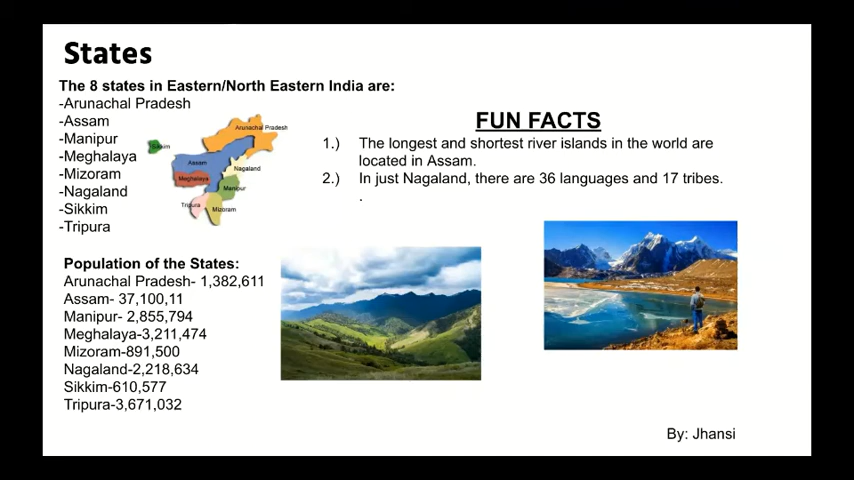 States
The 8 states in Eastern/North Eastern India are:
-Arunachal Pradesh
-Assam
-Manipur
-Meghalaya
-Mizoram
-Nagaland
-Sikkim
-Tripura
Arunachal Pradesh
Sikkim
Assam
Nagaland
Meghalaya
Manipur
Tripura
Mizoram
FUN FACTS
1.) The longest and shortest river islands in the world are
located in Assam.
2.) In just Nagaland, there are 36 languages and 17 tribes.
.
Population of the States:
Arunachal Pradesh- 1,382,611
Assam- 37,100,11
Manipur- 2,855,794
Meghalaya-3,211,474
Mizoram-891,500
Nagaland-2,218,634
Sikkim-610,577
Tripura-3,671,032
By: Jhansi